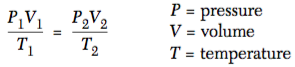 P₁V₁/T₁ = P₂V₂/T₂
P = pressure
V = volume
T = temperature